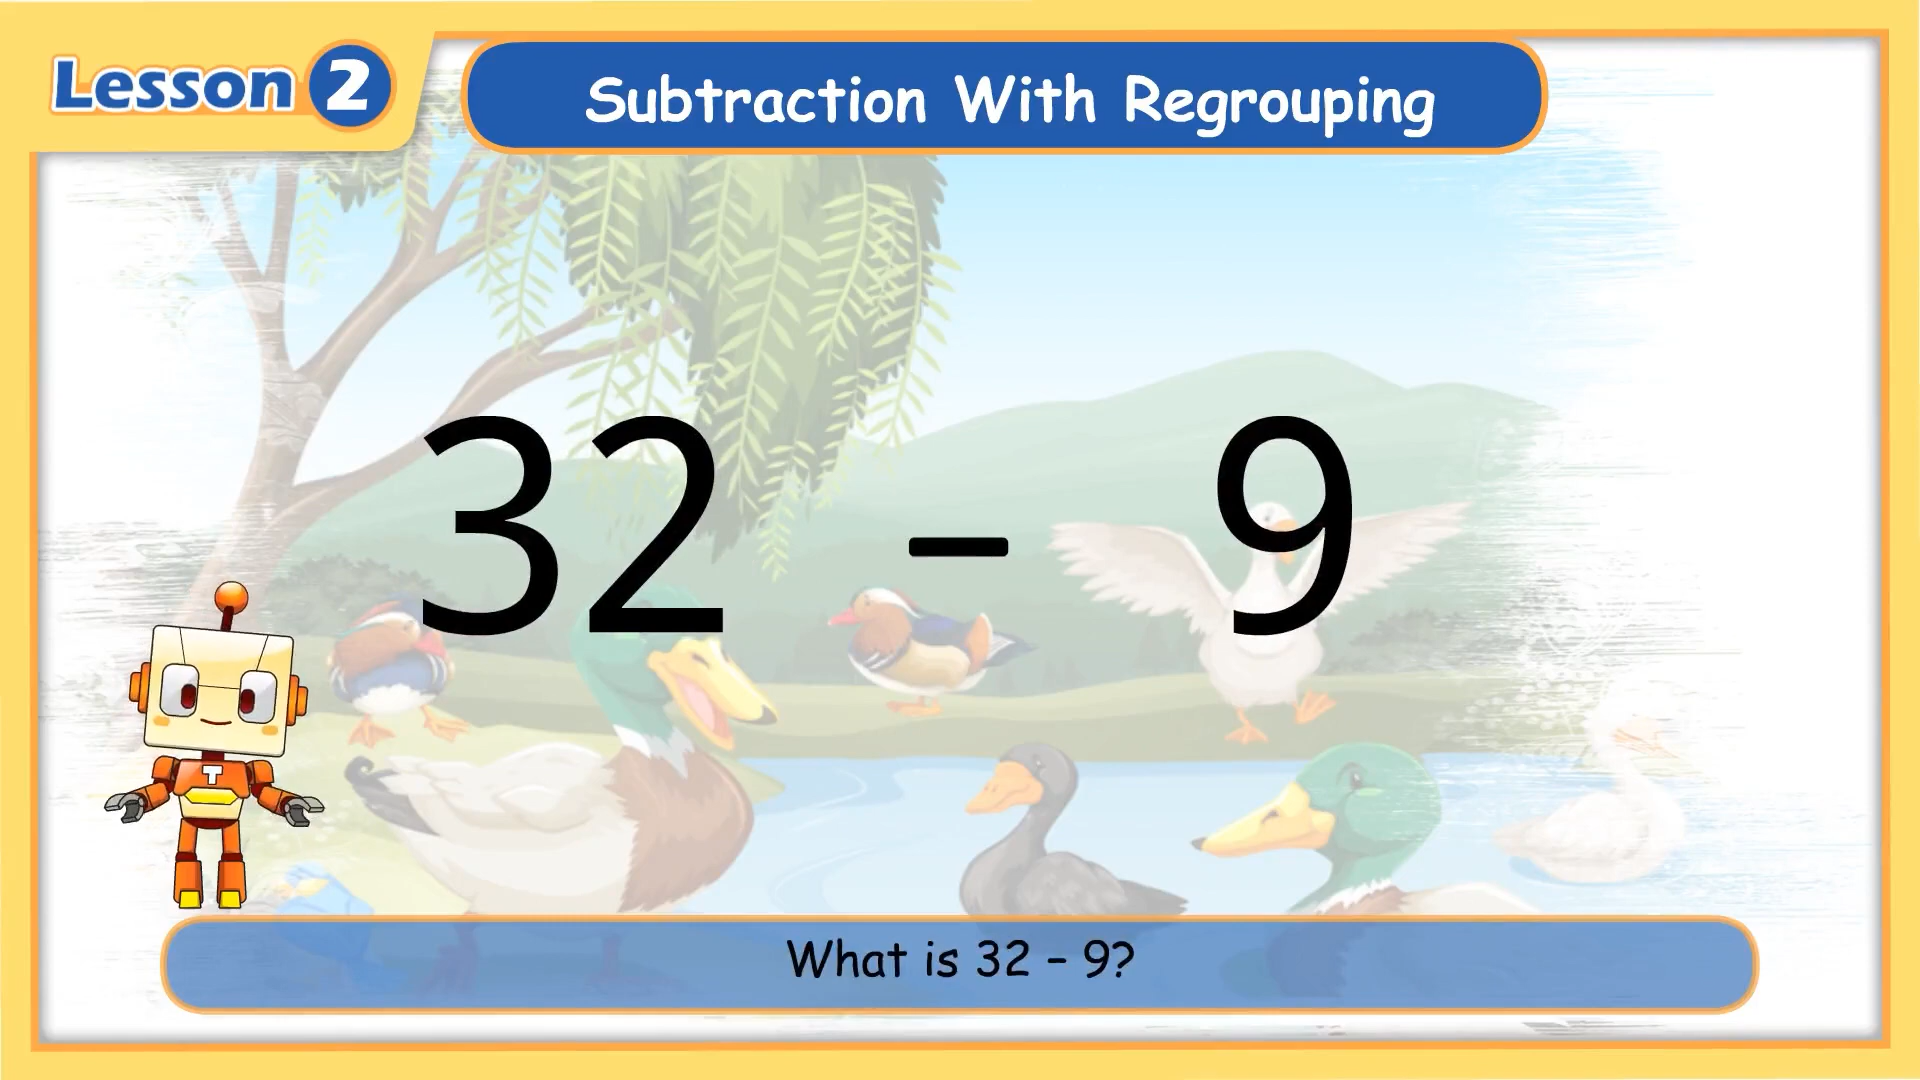 Lesson 2
Subtraction With Regrouping
32 – 9
T
What is 32 – 9?